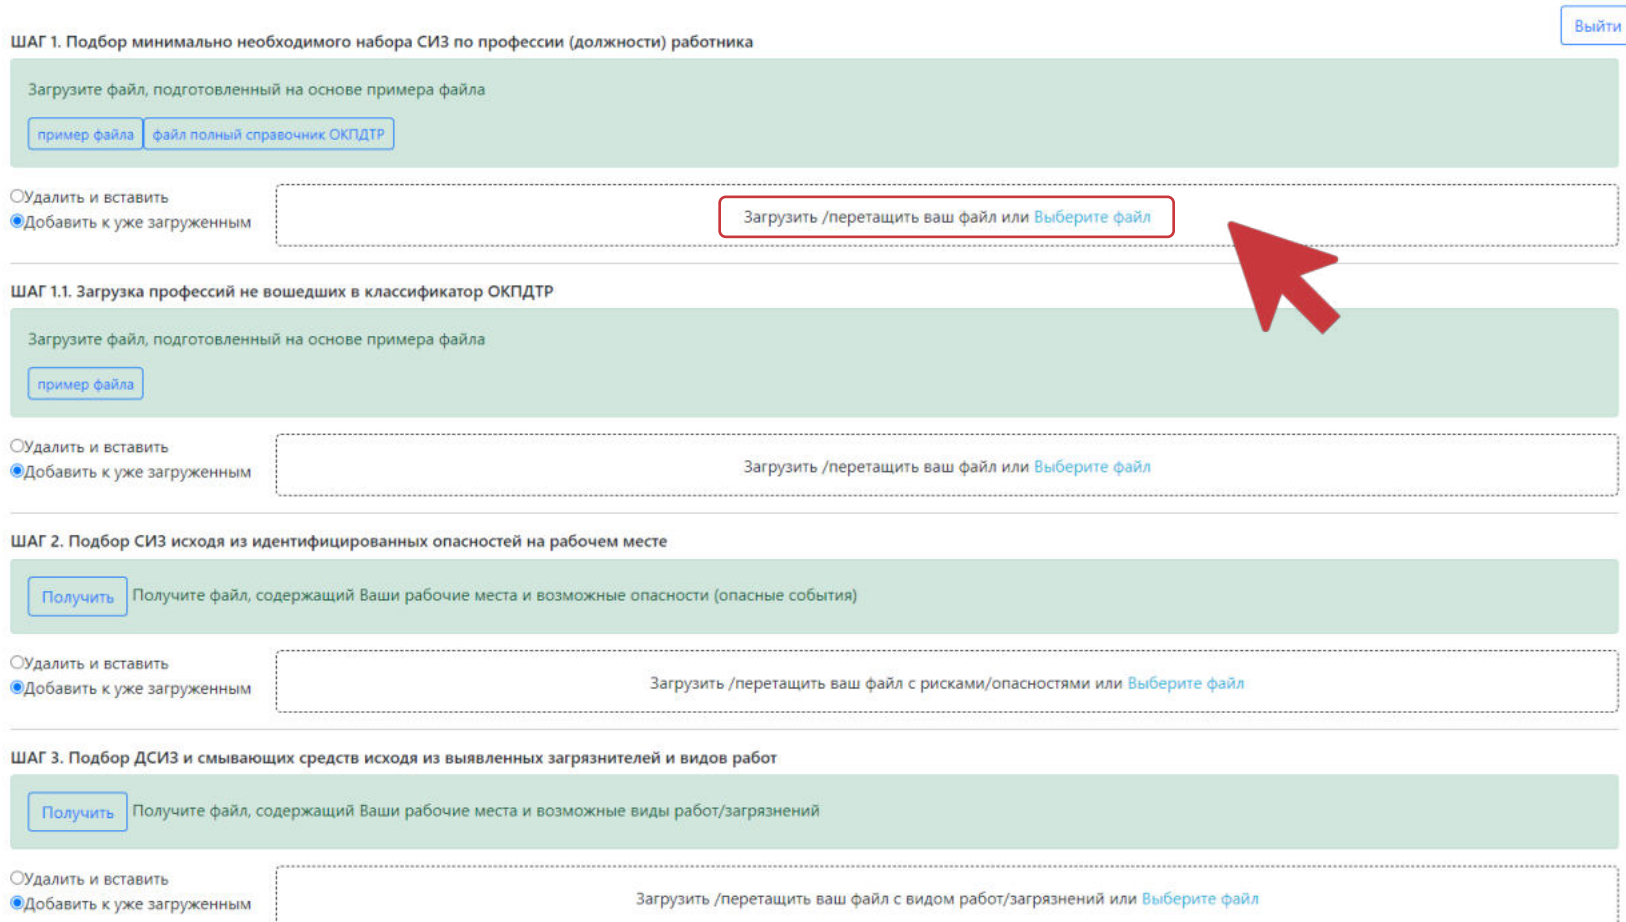 Выйти
ШАГ 1. Подбор минимально необходимого набора СИЗ по профессии (должности) работника
Загрузите файл, подготовленный на основе примера файла
пример файла файл полный справочник ОКПДТР
Удалить и вставить
Добавить к уже загруженным
Загрузить /перетащить ваш файл или Выберите файл
ШАГ 1.1. Загрузка профессий не вошедших в классификатор ОКПДТР
Загрузите файл, подготовленный на основе примера файла
пример файла
Удалить и вставить
Добавить к уже загруженным
Загрузить /перетащить ваш файл или Выберите файл
ШАГ 2. Подбор СИЗ исходя из идентифицированных опасностей на рабочем месте
Получить Получите файл, содержащий Ваши рабочие места и возможные опасности (опасные события)
Удалить и вставить
Добавить к уже загруженным
Загрузить /перетащить ваш файл с рисками/опасностями или Выберите файл
ШАГ 3. Подбор ДСИЗ и смывающих средств исходя из выявленных загрязнителей и видов работ
Получить Получите файл, содержащий Ваши рабочие места и возможные виды работ/загрязнений
Удалить и вставить
Добавить к уже загруженным
Загрузить /перетащить ваш файл с видом работ/загрязнений или Выберите файл